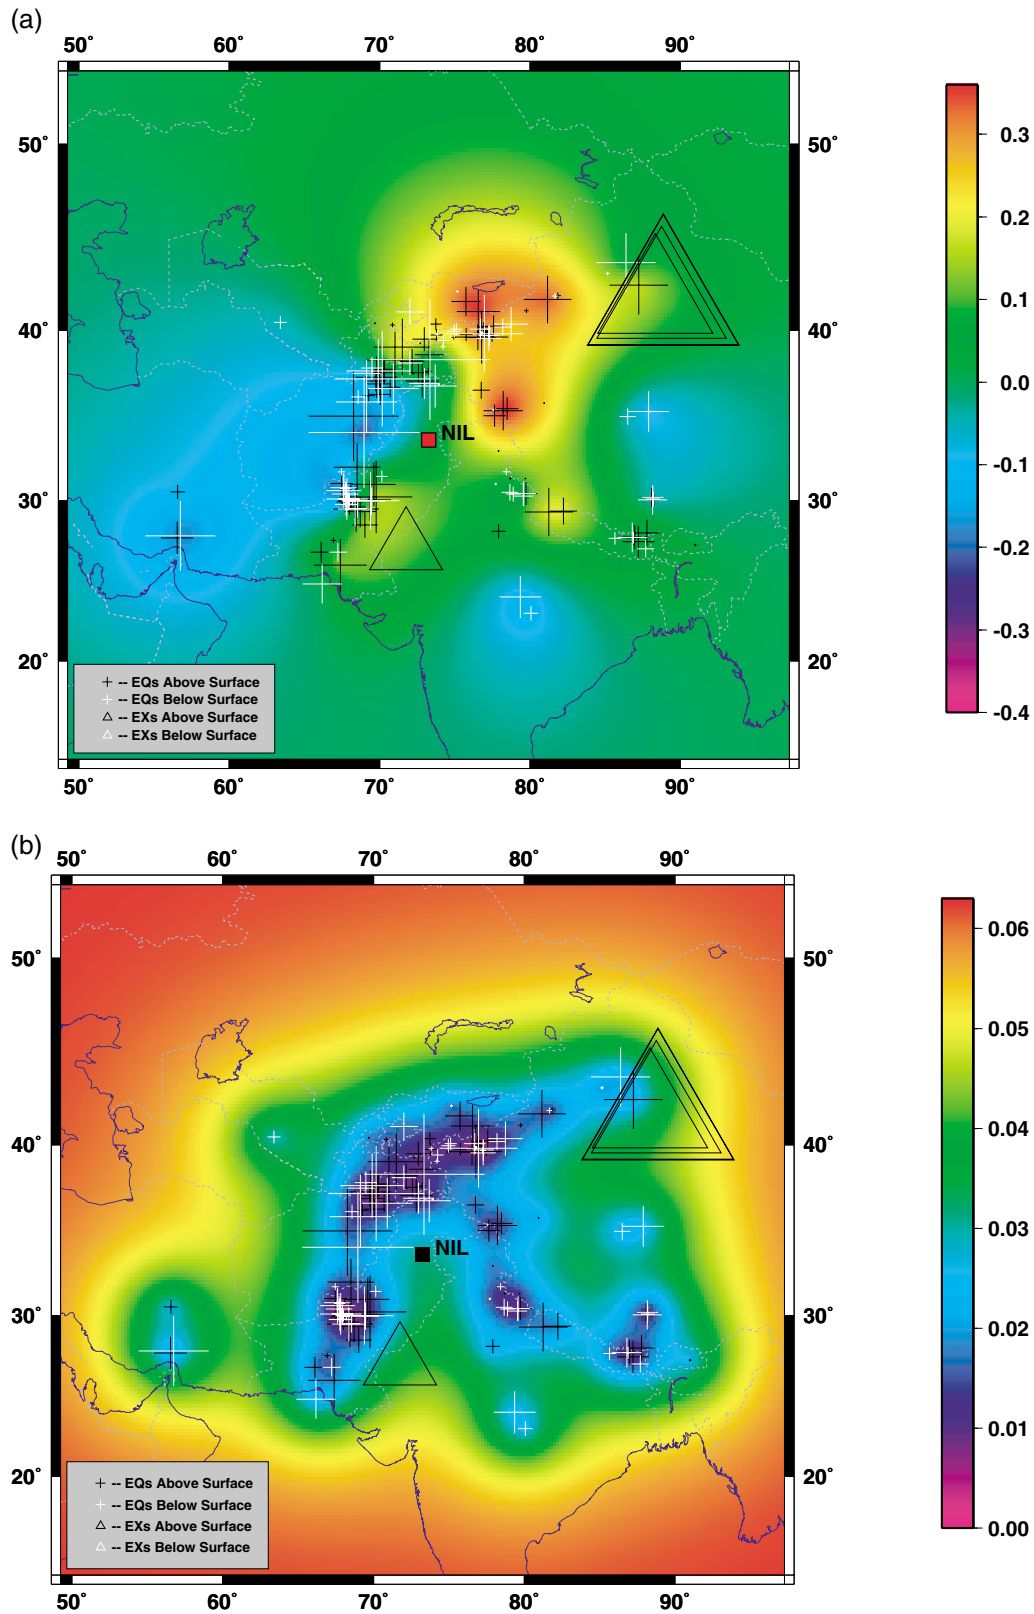 (a)
50° 60° 70° 80° 90°
50° 50°
40° 40°
30° 30°
20° 20°
NIL
-- EQs Above Surface
-- EQs Below Surface
-- EXs Above Surface
-- EXs Below Surface
50° 60° 70° 80° 90°
0.3
0.2
0.1
0.0
-0.1
-0.2
-0.3
-0.4
(b)
50° 60° 70° 80° 90°
50° 50°
40° 40°
30° 30°
20° 20°
NIL
-- EQs Above Surface
-- EQs Below Surface
-- EXs Above Surface
-- EXs Below Surface
50° 60° 70° 80° 90°
0.06
0.05
0.04
0.03
0.02
0.01
0.00